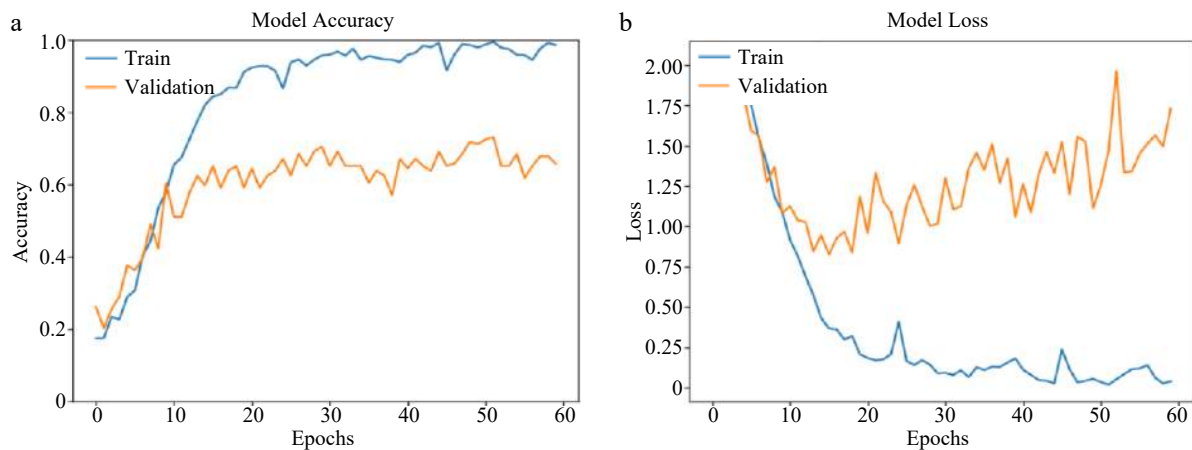 a
Model Accuracy
1.0
0.8
0.6
0.4
0.2
0
Accuracy
Train
Validation
0 10 20 30 40 50 60
Epochs
b
Model Loss
2.00
1.75
1.50
1.25
1.00
0.75
0.50
0.25
0
Loss
Train
Validation
0 10 20 30 40 50 60
Epochs